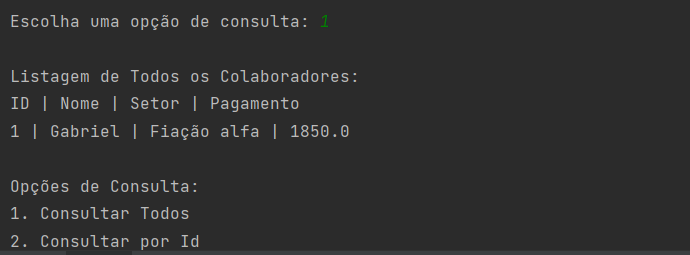 Escolha uma opção de consulta: 1
Listagem de Todos os Colaboradores:
ID | Nome | Setor | Pagamento
1 | Gabriel | Fiação alfa | 1850.0
Opções de Consulta:
1. Consultar Todos
2. Consultar por Id